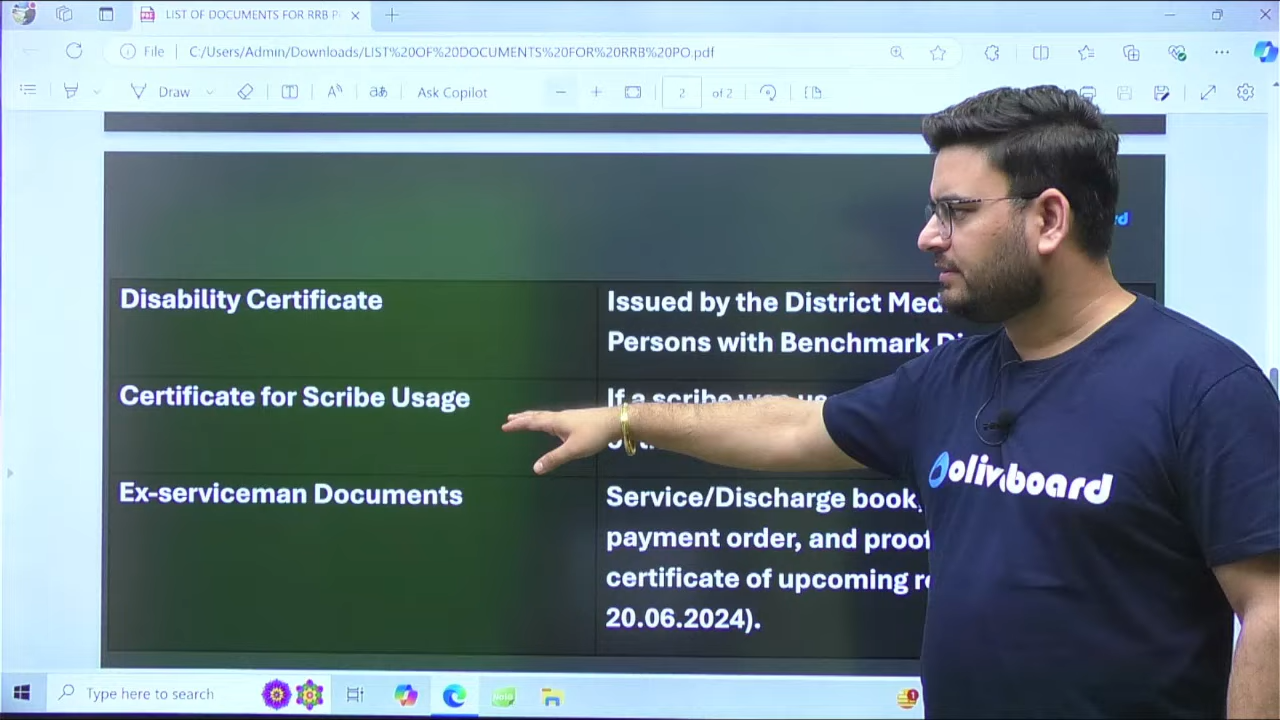 LIST OF DOCUMENTS FOR RRB P
File
C:/Users/Admin/Downloads/LIST%20OF%20DOCUMENTS%20FOR%20RRB%20PO.pdf
Draw
Ask Copilot
2
of 2
Disability Certificate
Issued by the District Med
Persons with Benchmark
Certificate for Scribe Usage
If a scribe
Ex-serviceman Documents
Service/Discharge book,
payment order, and proof
certificate of upcoming re
20.06.2024).
oliveboard
Type here to search